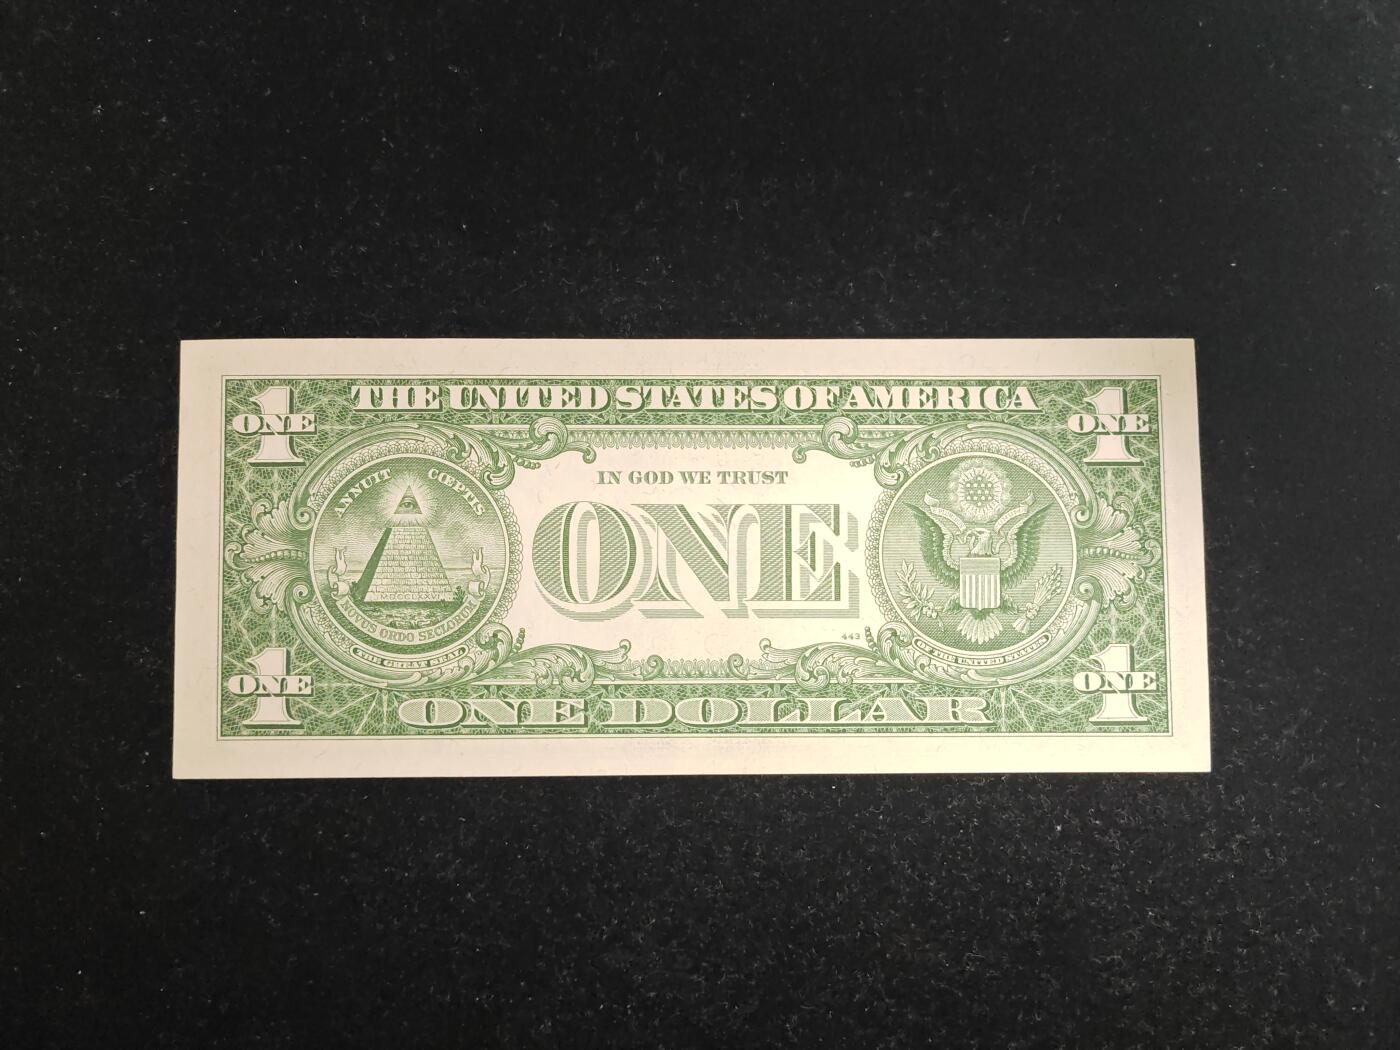 1 ONE
THE UNITED STATES OF AMERICA
1 ONE
ANNUIT CŒPTIS
MDCCLXXVI
NOVUS ORDO SECLORUM
THE GREAT SEAL
IN GOD WE TRUST
ONE
443
OF THE UNITED STATES
1 ONE
ONE DOLLAR
1 ONE